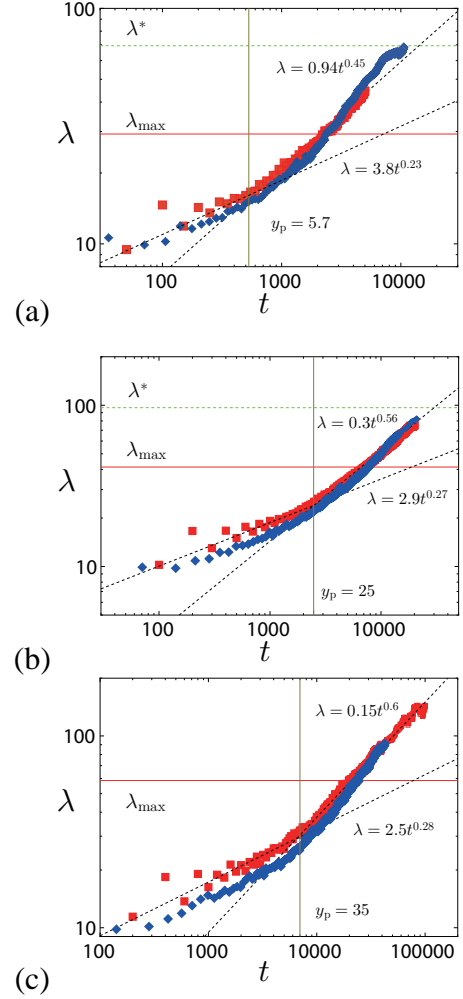 100
λ*
λ = 0.94t^0.45
λ
λmax
λ = 3.8t^0.23
10
yp = 5.7
100
1000
10000
t
(a)
λ*
100
λ = 0.3t^0.56
λ
λmax
λ = 2.9t^0.27
10
yp = 25
100
1000
10000
t
(b)
λ = 0.15t^0.6
100
λ
λmax
λ = 2.5t^0.28
yp = 35
10
100
1000
10000
100000
t
(c)